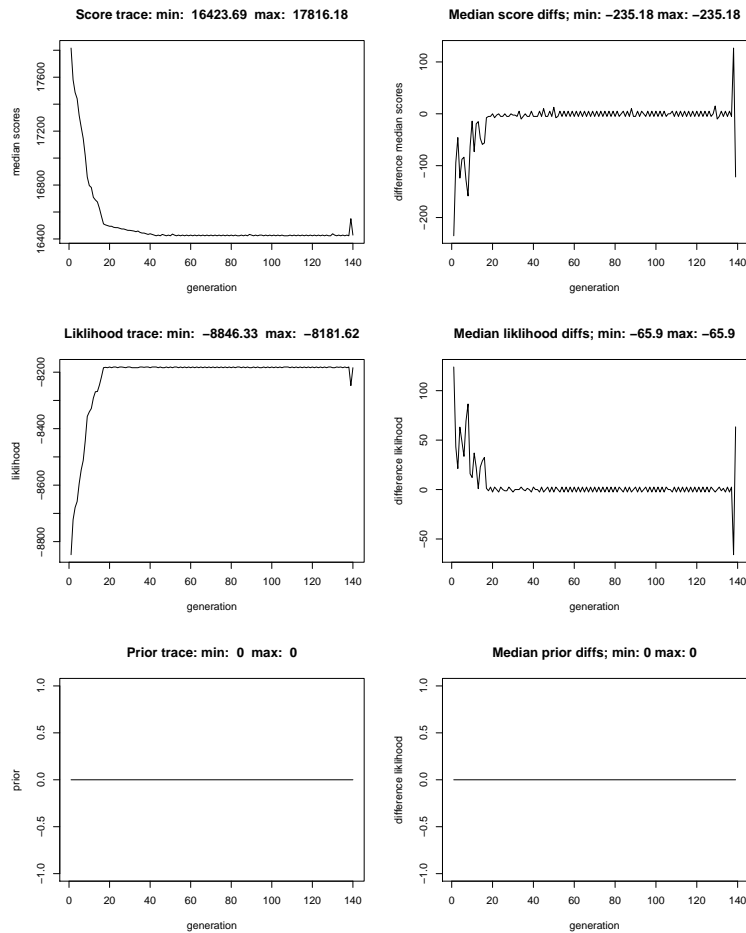 Score trace: min:  16423.69  max:  17816.18
median scores
17600
17200
16800
16400
0 20 40 60 80 100 120 140
generation
Median score diffs; min: −235.18 max: −235.18
difference median scores
100
0
−100
−200
0 20 40 60 80 100 120 140
generation
Liklihood trace: min:  −8846.33  max:  −8181.62
liklihood
−8200
−8400
−8600
−8800
0 20 40 60 80 100 120 140
generation
Median liklihood diffs; min: −65.9 max: −65.9
difference liklihood
100
50
0
−50
0 20 40 60 80 100 120 140
generation
Prior trace: min:  0  max:  0
prior
1.0
0.5
0.0
−0.5
−1.0
0 20 40 60 80 100 120 140
generation
Median prior diffs; min: 0 max: 0
difference liklihood
1.0
0.5
0.0
−0.5
−1.0
0 20 40 60 80 100 120 140
generation